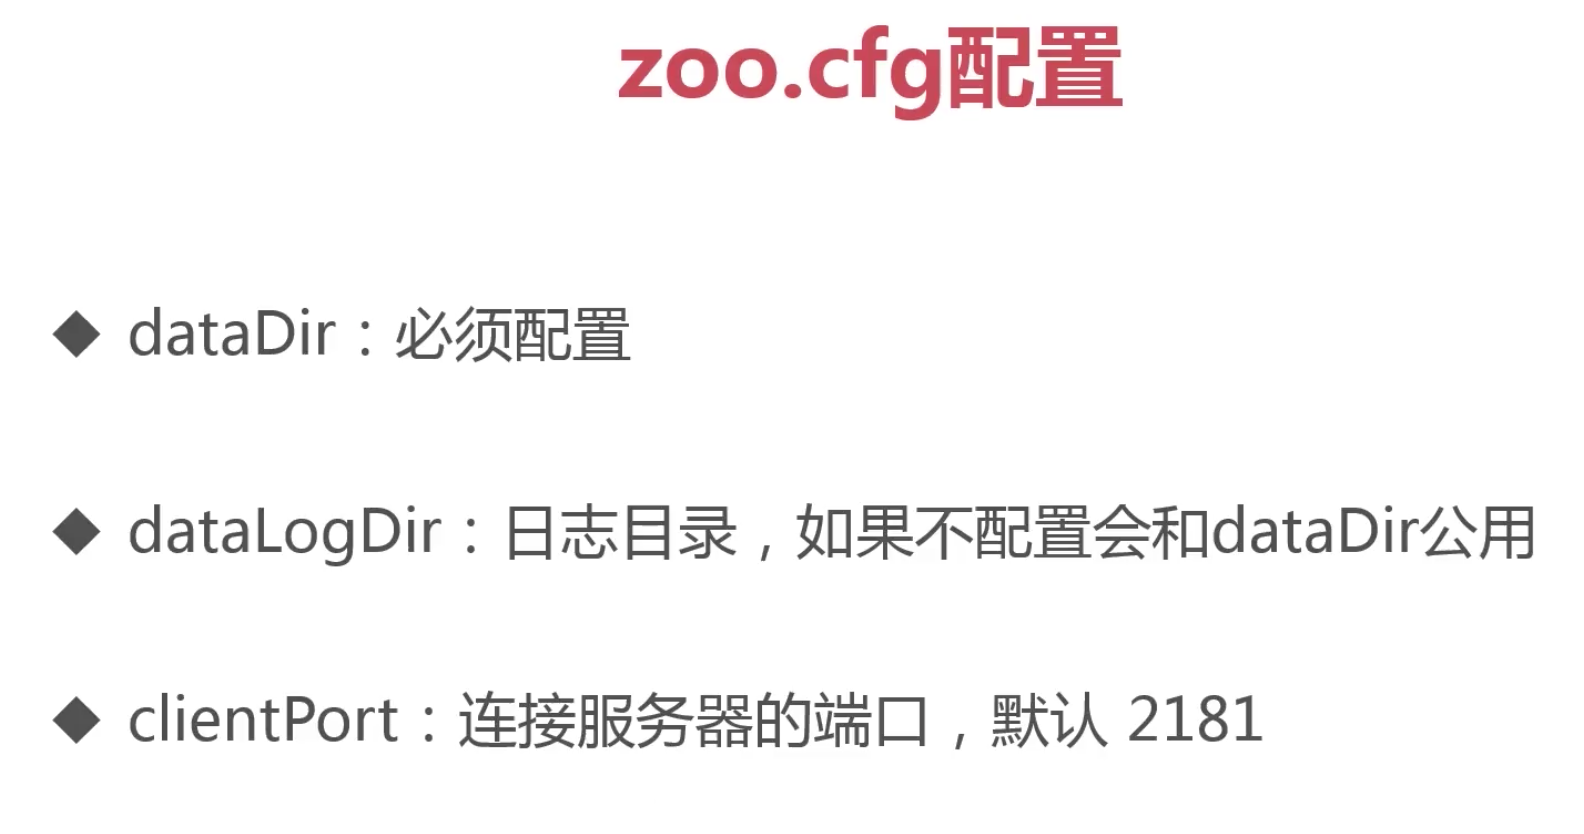 zoo.cfg配置
◆ dataDir：必须配置
◆ dataLogDir：日志目录，如果不配置会和dataDir公用
◆ clientPort：连接服务器的端口，默认 2181